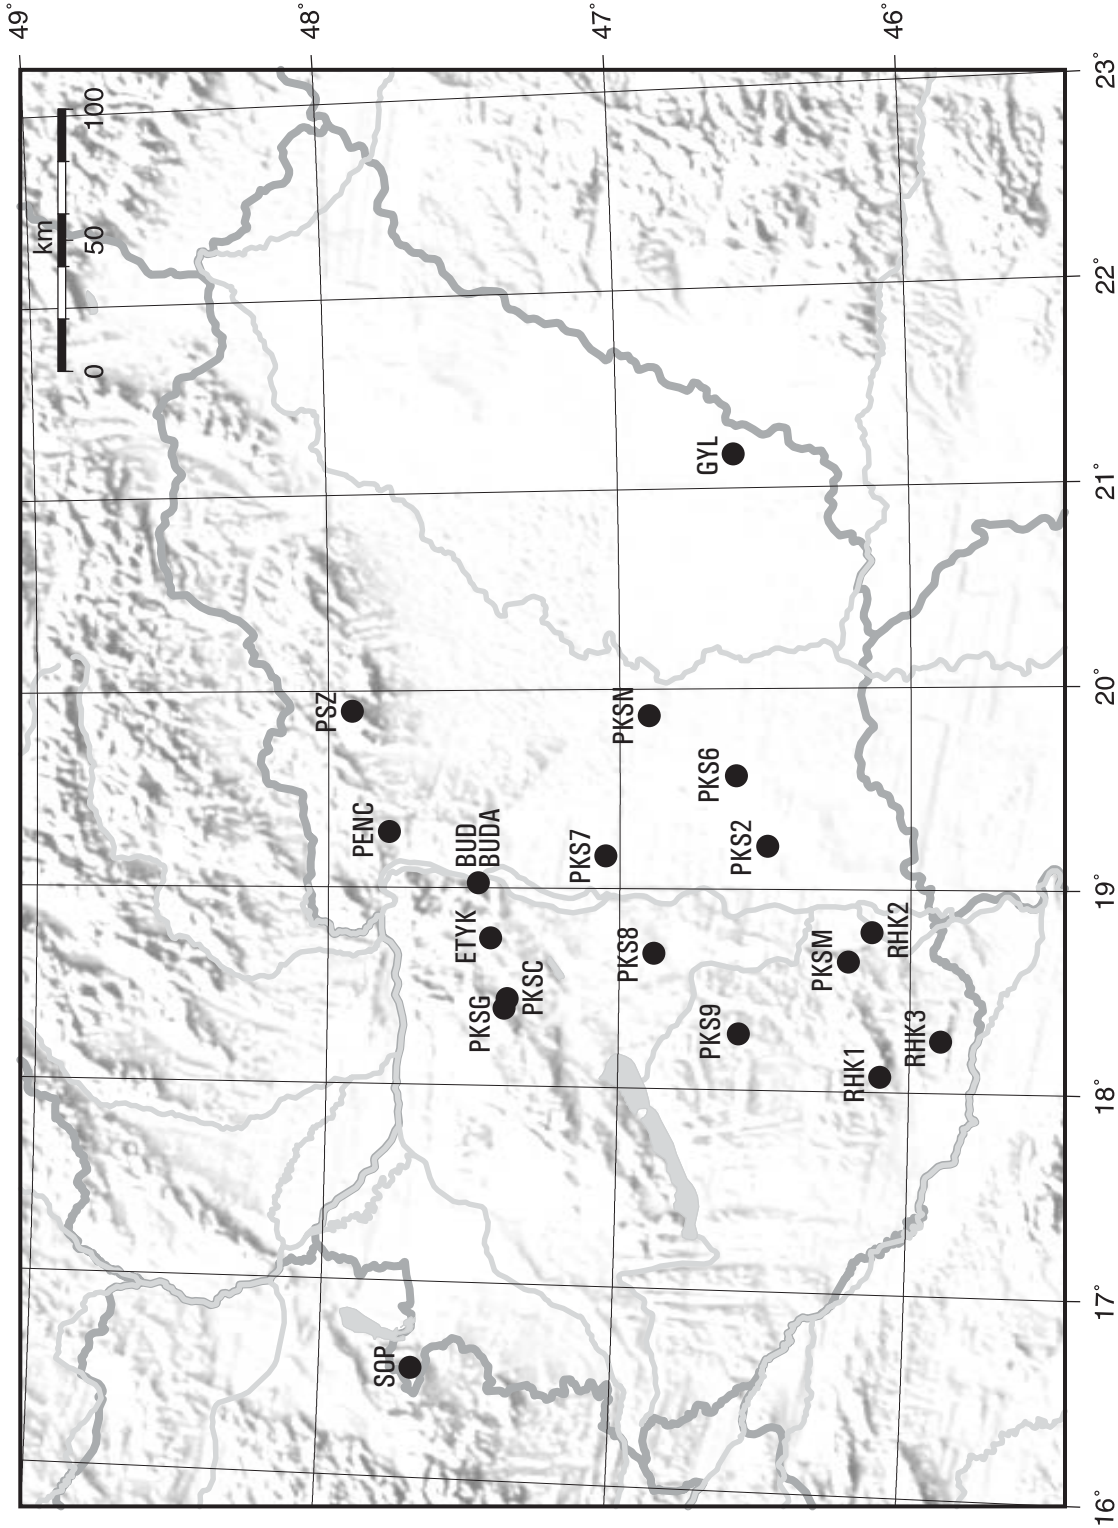 49°
48°
47°
46°
km
0
50
100
PSZ
PENC
BUD
BUDA
ETYK
PKSG
PKSC
SOP
PKSN
PKS6
PKS7
PKS2
PKS8
PKS9
PKSM
RHK2
RHK3
RHK1
GYL
16°
17°
18°
19°
20°
21°
22°
23°